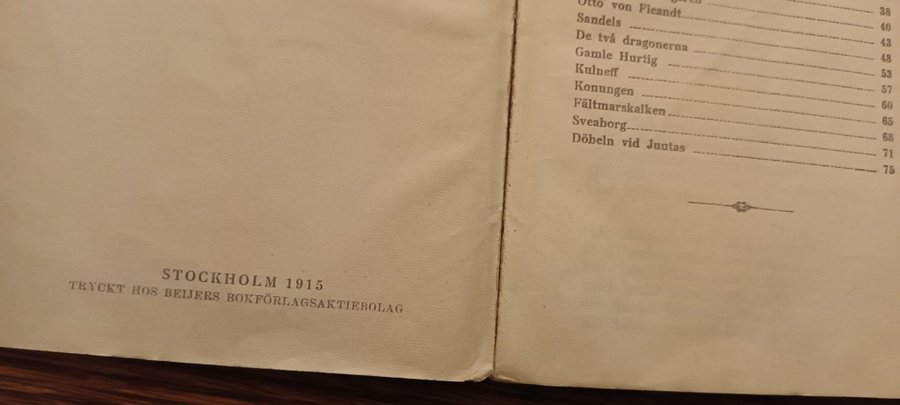 STOCKHOLM 1915
TRYCKT HOS BEIJERS BOKFÖRLAGSAKTIEBOLAG
38
Otto von Fieandt 40
Sandels 43
De två dragonerna 48
Gamle Hurtig 53
Kulneff 57
Konungen 60
Fältmarskalken 65
Sveaborg 68
Döbeln vid Juutas 71
75